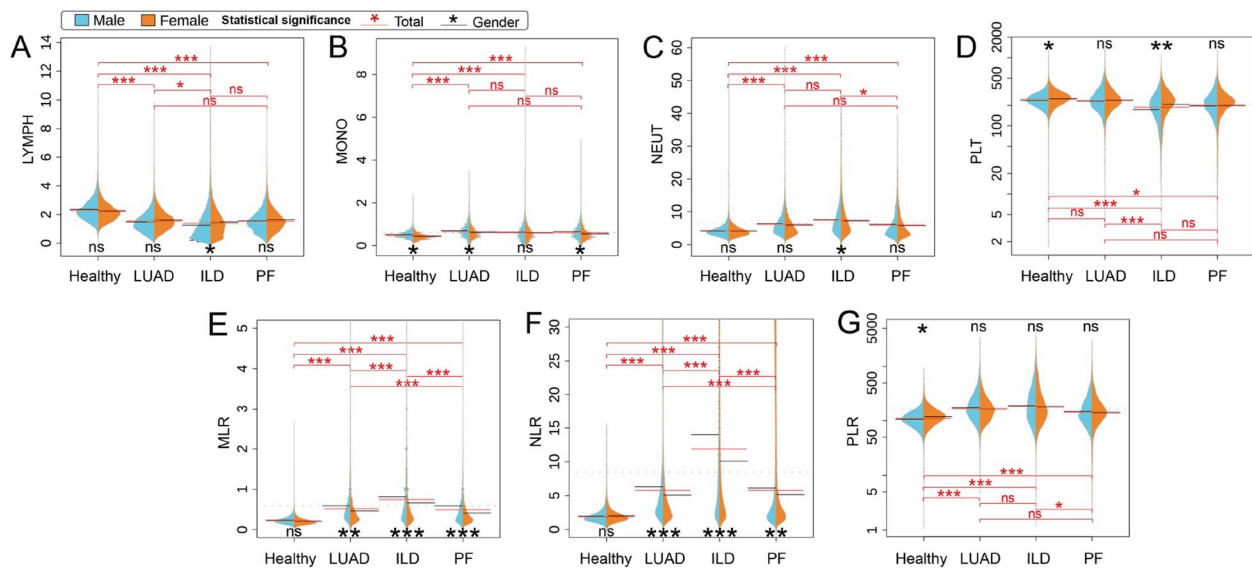 Male Female Statistical significance * Total * Gender
A
LYMPH
14
12
10
8
6
4
2
0
***
***
*** *
ns
ns
ns ns * ns
Healthy LUAD ILD PF
B
MONO
8
6
4
2
0
***
***
*** ns
ns
ns
* * ns *
Healthy LUAD ILD PF
C
NEUT
60
50
40
30
20
10
0
***
***
*** ns
*
ns
ns ns * ns
Healthy LUAD ILD PF
D
PLT
2000
5000
100
20
10
5
2
* ns ** ns
*
***
ns *** ns
ns
Healthy LUAD ILD PF
E
MLR
5
4
3
2
1
0
***
***
*** ***
***
***
ns ** *** ***
Healthy LUAD ILD PF
F
NLR
30
25
20
15
10
5
0
***
***
*** ***
***
***
ns *** *** **
Healthy LUAD ILD PF
G
PLR
5000
500
50
5
1
* ns ns ns
***
***
*** ns *
ns
Healthy LUAD ILD PF